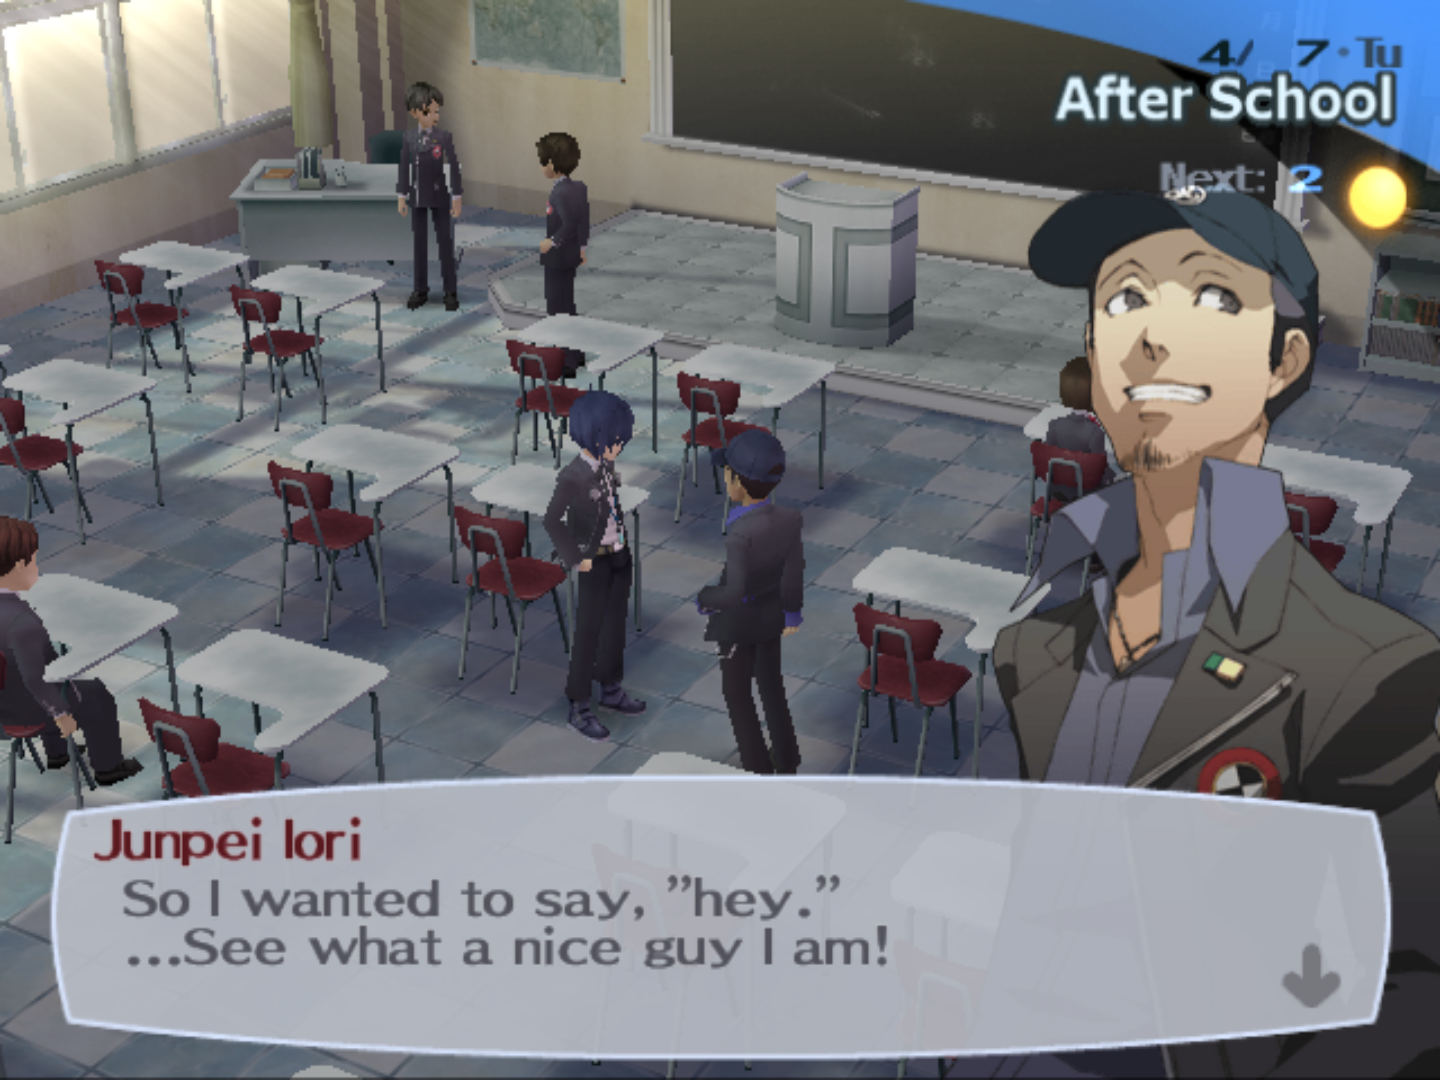 4/ 7・Tu
After School
Next: 2
Junpei Iori
So I wanted to say, ”hey.”
...See what a nice guy I am!